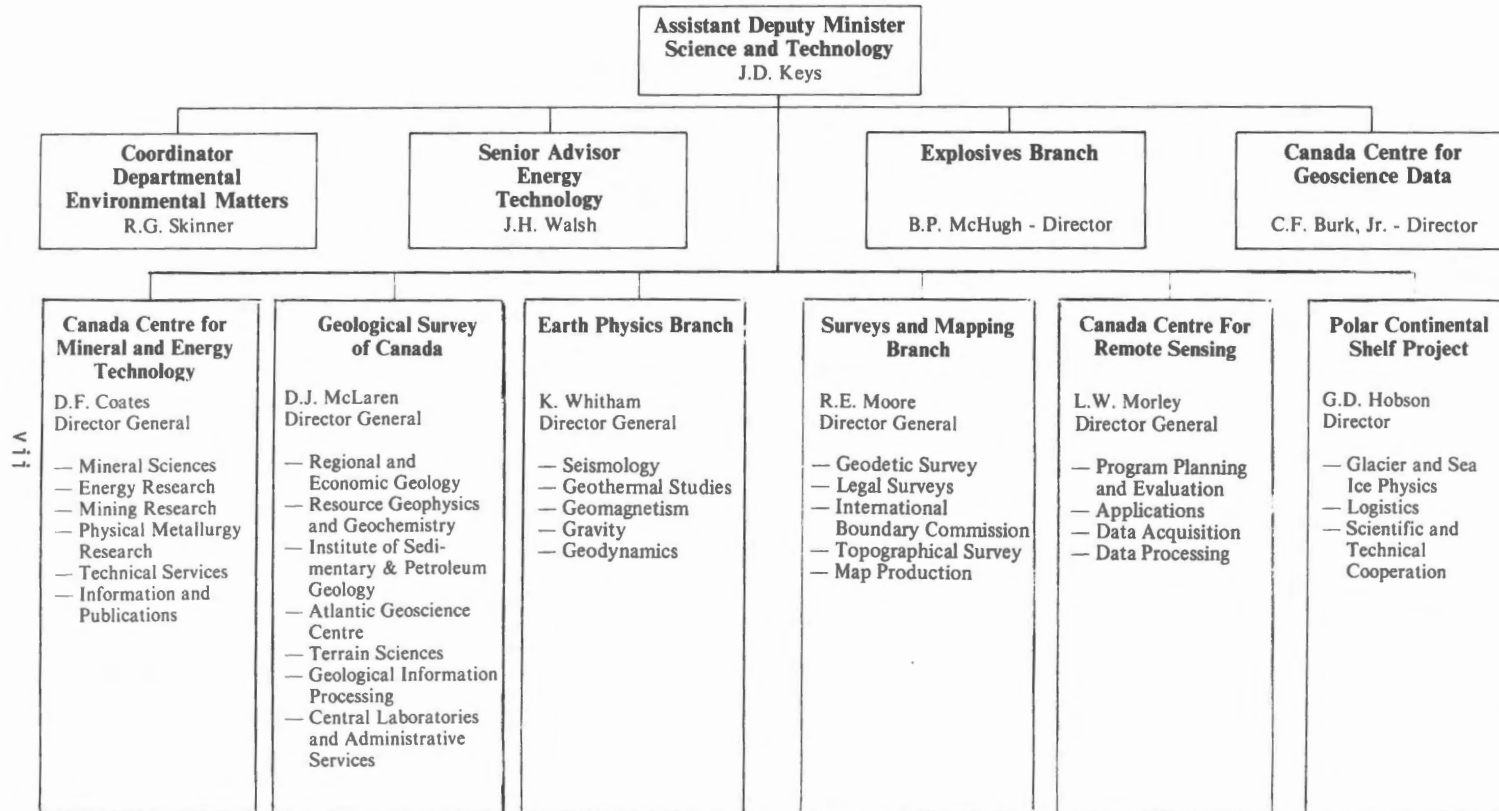 Assistant Deputy Minister
Science and Technology
J.D. Keys
Coordinator
Departmental
Environmental Matters
R.G. Skinner
Senior Advisor
Energy
Technology
J.H. Walsh
Explosives Branch
B.P. McHugh - Director
Canada Centre for
Geoscience Data
C.F. Burk, Jr. - Director
Canada Centre for
Mineral and Energy
Technology
D.F. Coates
Director General
— Mineral Sciences
— Energy Research
— Mining Research
— Physical Metallurgy
Research
— Technical Services
— Information and
Publications
Geological Survey
of Canada
D.J. McLaren
Director General
— Regional and
Economic Geology
— Resource Geophysics
and Geochemistry
— Institute of Sedi-
mentary & Petroleum
Geology
— Atlantic Geoscience
Centre
— Terrain Sciences
— Geological Information
Processing
— Central Laboratories
and Administrative
Services
Earth Physics Branch
K. Whitham
Director General
— Seismology
— Geothermal Studies
— Geomagnetism
— Gravity
— Geodynamics
Surveys and Mapping
Branch
R.E. Moore
Director General
— Geodetic Survey
— Legal Surveys
— International
Boundary Commission
— Topographical Survey
— Map Production
Canada Centre For
Remote Sensing
L.W. Morley
Director General
— Program Planning
and Evaluation
— Applications
— Data Acquisition
— Data Processing
Polar Continental
Shelf Project
G.D. Hobson
Director
— Glacier and Sea
Ice Physics
— Logistics
— Scientific and
Technical
Cooperation
vii